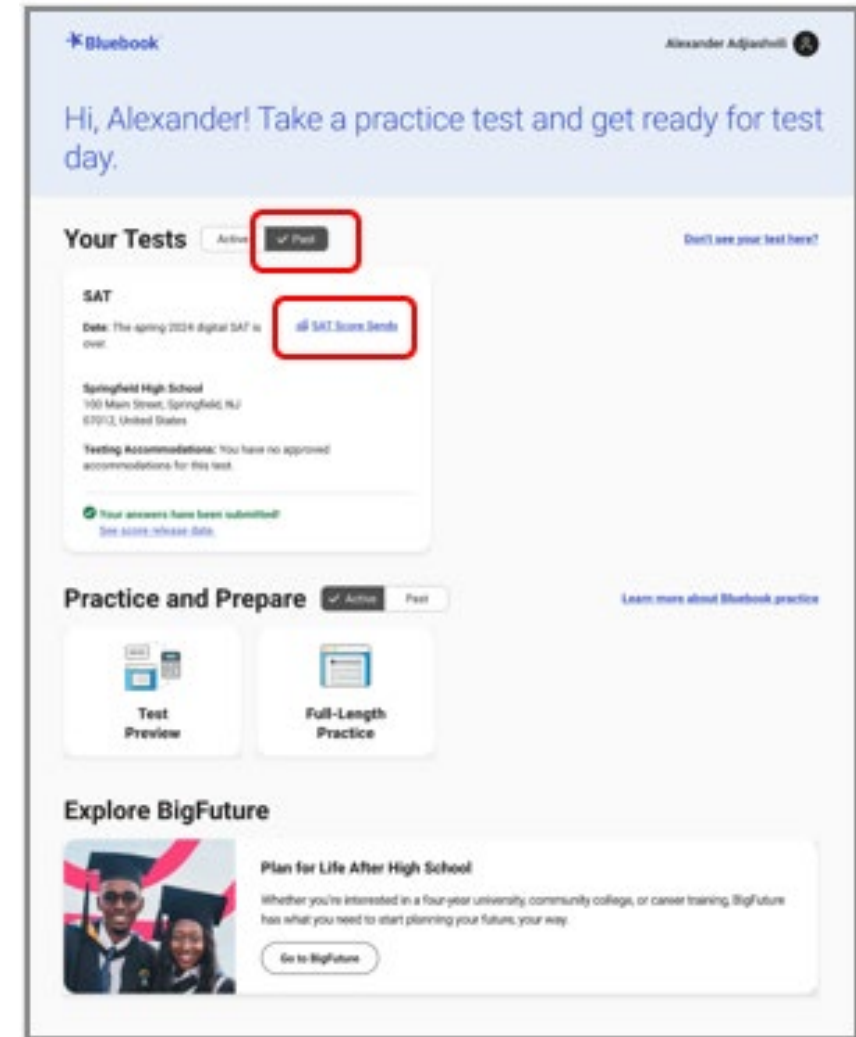 Bluebook
Alexander Adjiashvili
Hi, Alexander! Take a practice test and get ready for test
day.
Your Tests
Active
Past
Don't see your test here?
SAT
Date: The spring 2024 digital SAT is
over.
SAT Score Sends
Springfield High School
100 Main Street, Springfield, NJ
07012, United States
Testing Accommodations: You have no approved
accommodations for this test.
Your answers have been submitted!
See score release date.
Practice and Prepare
Active
Past
Learn more about Bluebook practice
Test
Preview
Full-Length
Practice
Explore BigFuture
Plan for Life After High School
Whether you're interested in a four-year university, community college, or career training, BigFuture
has what you need to start planning your future, your way.
Go to BigFuture